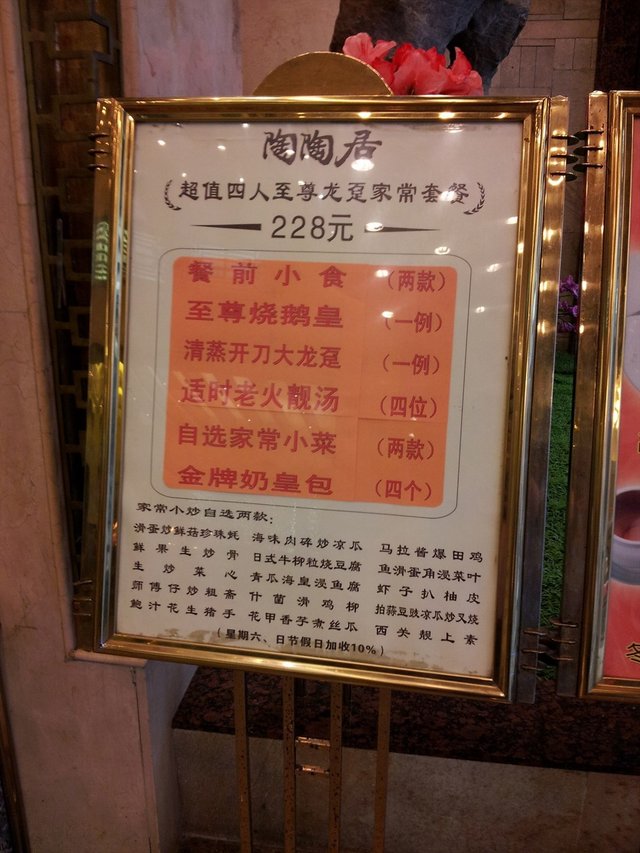 陶陶居
超值四人至尊龙趸家常套餐
228元
餐前小食 （两款）
至尊烧鹅皇 （一例）
清蒸开刀大龙趸 （一例）
适时老火靓汤 （四位）
自选家常小菜 （两款）
金牌奶皇包 （四个）
家常小炒自选两款：
滑蛋炒鲜菇珍珠蚝 海味肉碎炒凉瓜 马拉酱爆田鸡
鲜果生炒骨 日式牛柳粒烧豆腐 鱼滑蛋角浸菜叶
生炒菜心 青瓜海皇浸鱼腐 虾子扒柚皮
师傅仔炒粗斋 什菌滑鸡柳 拍蒜豆豉凉瓜炒叉烧
鲍汁花生猪手 花甲香芋煮丝瓜 西关靓上素
（星期六、日节假日加收10%）